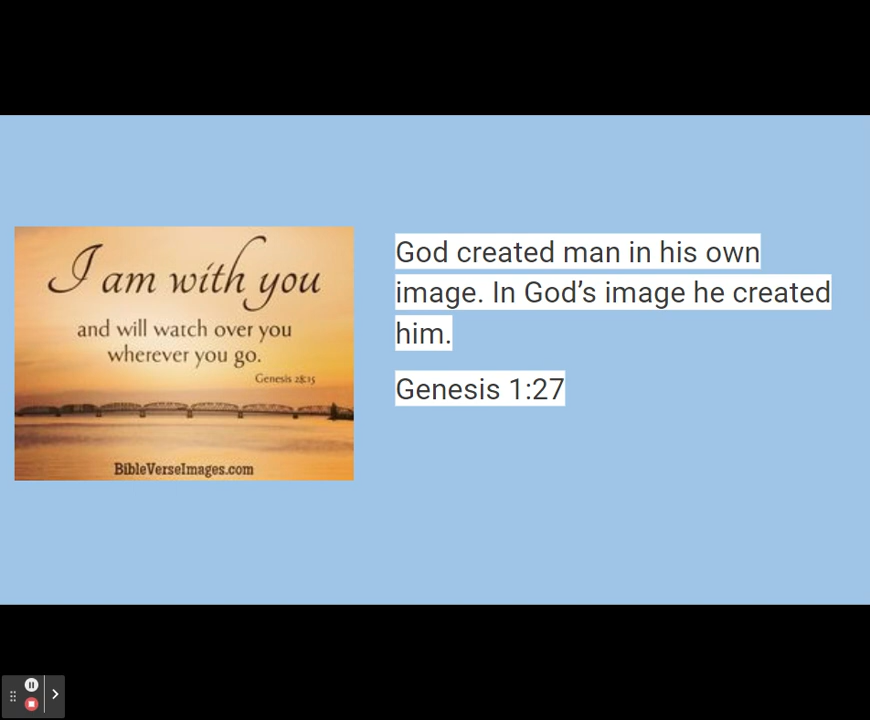 I am with you
and will watch over you
wherever you go.
Genesis 28:15
BibleVerseImages.com
God created man in his own
image. In God’s image he created
him.
Genesis 1:27